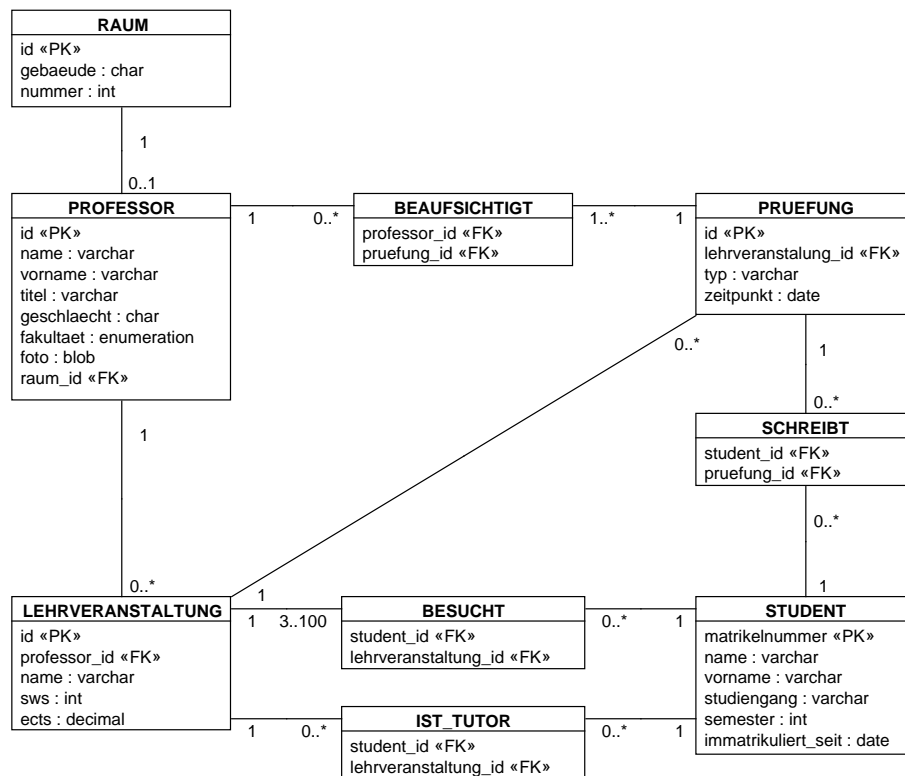 RAUM
id «PK»
gebaeude : char
nummer : int
1
0..1
PROFESSOR
id «PK»
name : varchar
vorname : varchar
titel : varchar
geschlaecht : char
fakultaet : enumeration
foto : blob
raum_id «FK»
1
0..*
BEAUFSICHTIGT
professor_id «FK»
pruefung_id «FK»
1..*
1
PRUEFUNG
id «PK»
lehrveranstalung_id «FK»
typ : varchar
zeitpunkt : date
0..*
1
0..*
SCHREIBT
student_id «FK»
pruefung_id «FK»
1
0..*
0..*
1
1
LEHRVERANSTALTUNG
id «PK»
professor_id «FK»
name : varchar
sws : int
ects : decimal
1
3..100
BESUCHT
student_id «FK»
lehrveranstaltung_id «FK»
0..*
1
STUDENT
matrikelnummer «PK»
name : varchar
vorname : varchar
studiengang : varchar
semester : int
immatrikuliert_seit : date
1
0..*
IST_TUTOR
student_id «FK»
lehrveranstaltung_id «FK»
0..*
1